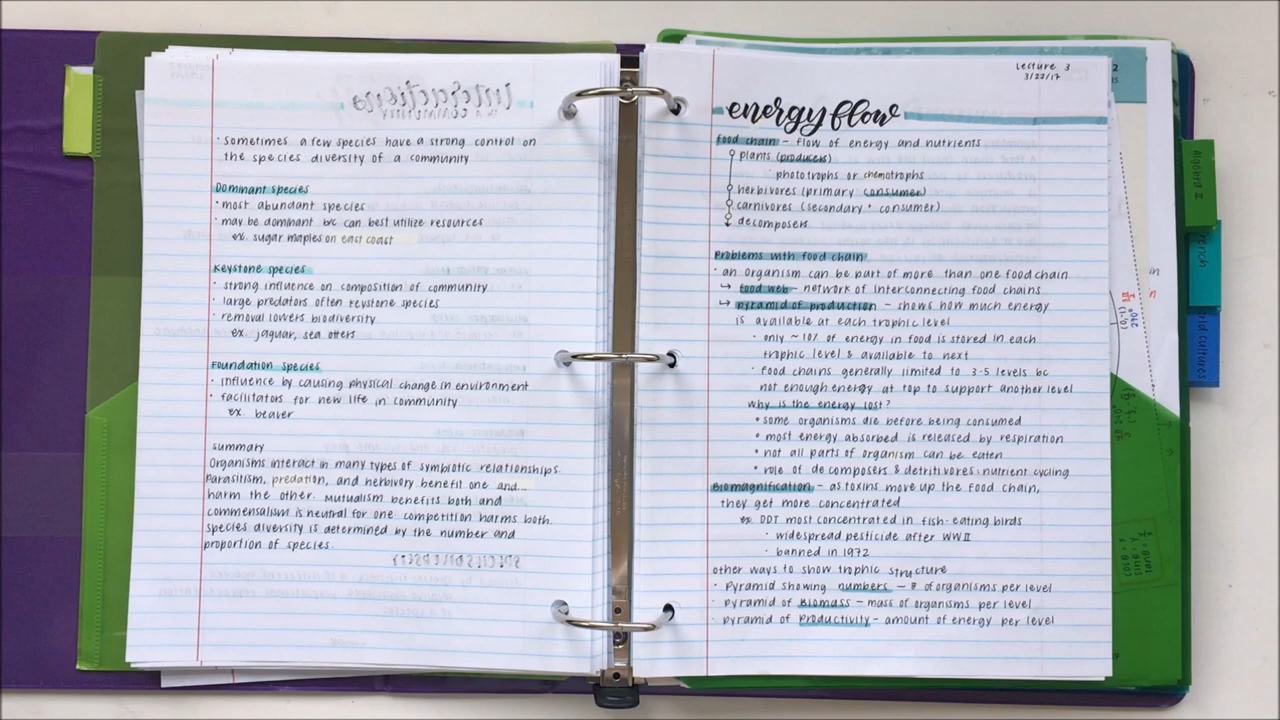 • sometimes a few species have a strong control on
the species diversity of a community
Dominant species
• most abundant species
• may be dominant b/c can best utilize resources
ex. sugar maples on east coast
Keystone species
• strong influence on composition of community
• large predators often keystone species
• removal lowers biodiversity
ex. jaguar, sea otters
Foundation species
• influence by causing physical change in environment
• facilitators for new life in community
ex. beaver
summary
Organisms interact in many types of symbiotic relationships.
Parasitism, predation, and herbivory benefit one and...
harm the other. Mutualism benefits both and
commensalism is neutral for one. competition harms both.
species diversity is determined by the number and
proportion of species.
Lecture 3
3/22/17
energy flow
food chain – flow of energy and nutrients
plants (producers)
phototrophs or chemotrophs
herbivores (primary consumer)
carnivores (secondary + consumer)
decomposers
Problems with food chain
• an organism can be part of more than one food chain
↳ food web – network of interconnecting food chains
↳ pyramid of production – shows how much energy
is available at each trophic level
• only ~10% of energy in food is stored in each
trophic level & available to next
• food chains generally limited to 3-5 levels bc
not enough energy at top to support another level
why is the energy lost?
• some organisms die before being consumed
• most energy absorbed is released by respiration
• not all parts of organism can be eaten
• role of decomposers & detritivores: nutrient cycling
Biomagnification – as toxins move up the food chain,
they get more concentrated
ex. DDT most concentrated in fish-eating birds
• widespread pesticide after WWII
• banned in 1972
other ways to show trophic structure
• Pyramid showing numbers – # of organisms per level
• pyramid of Biomass – mass of organisms per level
• pyramid of Productivity – amount of energy per level
Algebra II
rench
rld cultures